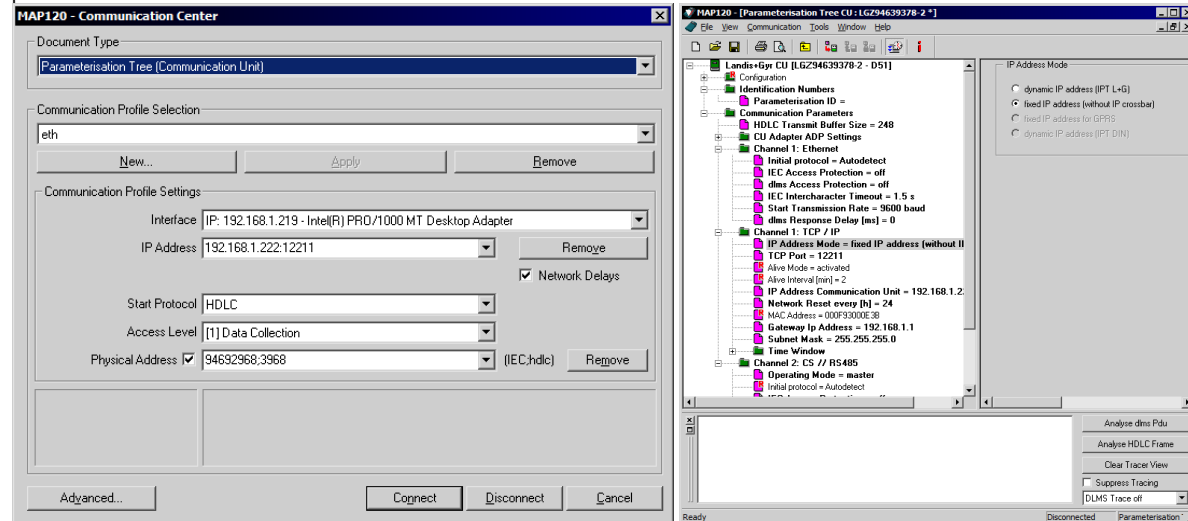 MAP120 - Communication Center
Document Type
Parameterisation Tree (Communication Unit)
Communication Profile Selection
eth
New...
Apply
Remove
Communication Profile Settings
Interface
IP: 192.168.1.219 - Intel(R) PRO/1000 MT Desktop Adapter
IP Address
192.168.1.222:12211
Remove
Network Delays
Start Protocol
HDLC
Access Level
[1] Data Collection
Physical Address
94692968;3968
(IEC;hdlc)
Remove
Advanced...
Connect
Disconnect
Cancel
MAP120 - [Parameterisation Tree CU : LGZ94639378-2 *]
File View Communication Tools Window Help
Landis+Gyr CU [LGZ94639378-2 - D51]
Configuration
Identification Numbers
Parameterisation ID =
Communication Parameters
HDLC Transmit Buffer Size = 248
CU Adapter ADP Settings
Channel 1: Ethernet
Initial protocol = Autodetect
IEC Access Protection = off
dlms Access Protection = off
IEC Intercharacter Timeout = 1.5 s
Start Transmission Rate = 9600 baud
dlms Response Delay [ms] = 0
Channel 1: TCP / IP
IP Address Mode = fixed IP address (without
TCP Port = 12211
Alive Mode = activated
Alive Interval [min] = 2
IP Address Communication Unit = 192.168.1.2
Network Reset every [h] = 24
MAC Address = 000F93000E3B
Gateway Ip Address = 192.168.1.1
Subnet Mask = 255.255.255.0
Time Window
Channel 2: CS // RS485
Operating Mode = master
Initial protocol = Autodetect
IP Address Mode
dynamic IP address (IPT L+G)
fixed IP address (without IP crossbar)
fixed IP address for GPRS
dynamic IP address (IPT DIN)
Analyse dlms Pdu
Analyse HDLC Frame
Clear Tracer View
Suppress Tracing
DLMS Trace off
Ready
Disconnected
Parameterisation